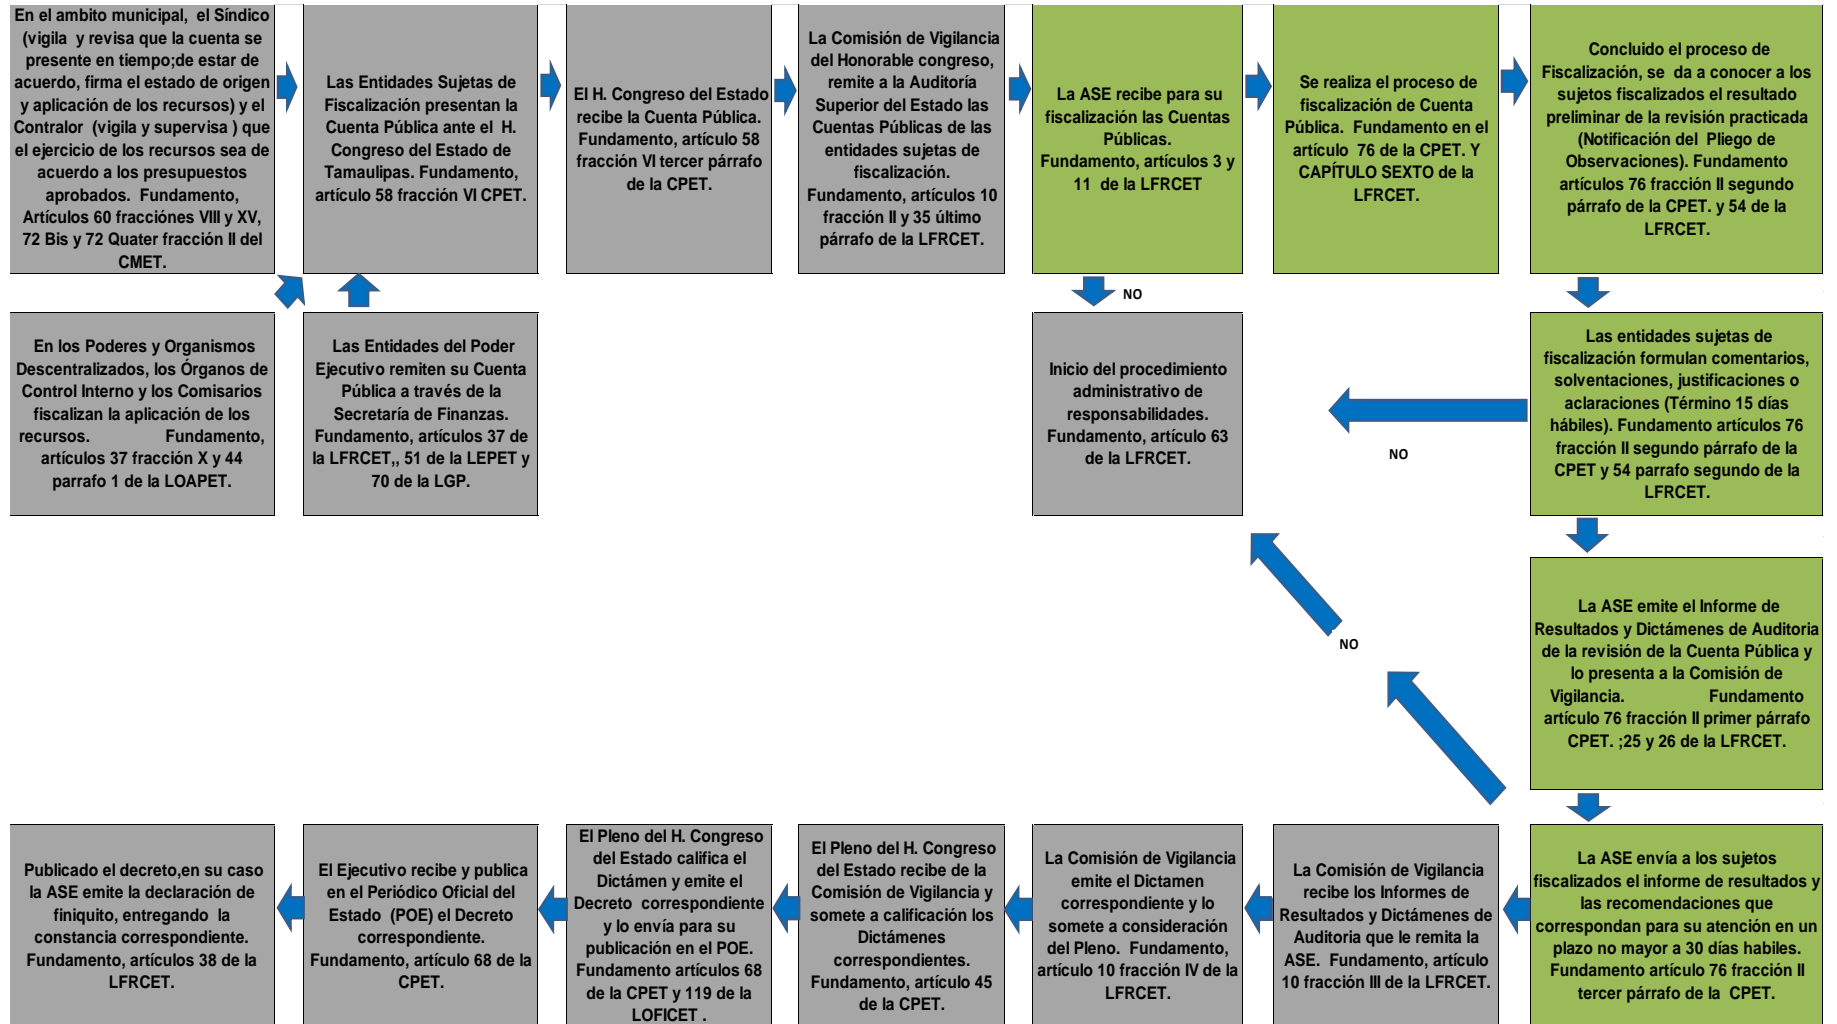 En el ambito municipal, el Síndico
(vigila y revisa que la cuenta se
presente en tiempo;de estar de
acuerdo, firma el estado de origen
y aplicación de los recursos) y el
Contralor (vigila y supervisa ) que
el ejercicio de los recursos sea de
acuerdo a los presupuestos
aprobados. Fundamento,
Artículos 60 fracciónes VIII y XV,
72 Bis y 72 Quater fracción II del
CMET.
Las Entidades Sujetas de
Fiscalización presentan la
Cuenta Pública ante el H.
Congreso del Estado de
Tamaulipas. Fundamento,
artículo 58 fracción VI CPET.
El H. Congreso del Estado
recibe la Cuenta Pública.
Fundamento, artículo 58
fracción VI tercer párrafo
de la CPET.
La Comisión de Vigilancia
del Honorable congreso,
remite a la Auditoría
Superior del Estado las
Cuentas Públicas de las
entidades sujetas de
fiscalización.
Fundamento, artículos 10
fracción II y 35 último
párrafo de la LFRCET.
La ASE recibe para su
fiscalización las Cuentas
Públicas.
Fundamento, artículos 3 y
11 de la LFRCET
Se realiza el proceso de
fiscalización de Cuenta
Pública. Fundamento en el
artículo 76 de la CPET. Y
CAPÍTULO SEXTO de la
LFRCET.
Concluido el proceso de
Fiscalización, se da a conocer a los
sujetos fiscalizados el resultado
preliminar de la revisión practicada
(Notificación del Pliego de
Observaciones). Fundamento
artículos 76 fracción II segundo
párrafo de la CPET. y 54 de la
LFRCET.
NO
En los Poderes y Organismos
Descentralizados, los Órganos de
Control Interno y los Comisarios
fiscalizan la aplicación de los
recursos. Fundamento,
artículos 37 fracción X y 44
parrafo 1 de la LOAPET.
Las Entidades del Poder
Ejecutivo remiten su Cuenta
Pública a través de la
Secretaría de Finanzas.
Fundamento, artículos 37 de
la LFRCET,, 51 de la LEPET y
70 de la LGP.
Inicio del procedimiento
administrativo de
responsabilidades.
Fundamento, artículo 63
de la LFRCET.
NO
Las entidades sujetas de
fiscalización formulan comentarios,
solventaciones, justificaciones o
aclaraciones (Término 15 días
hábiles). Fundamento artículos 76
fracción II segundo párrafo de la
CPET y 54 parrafo segundo de la
LFRCET.
NO
La ASE emite el Informe de
Resultados y Dictámenes de Auditoria
de la revisión de la Cuenta Pública y
lo presenta a la Comisión de
Vigilancia. Fundamento
artículo 76 fracción II primer párrafo
CPET. ;25 y 26 de la LFRCET.
Publicado el decreto,en su caso
la ASE emite la declaración de
finiquito, entregando la
constancia correspondiente.
Fundamento, artículos 38 de la
LFRCET.
El Ejecutivo recibe y publica
en el Periódico Oficial del
Estado (POE) el Decreto
correspondiente.
Fundamento, artículo 68 de la
CPET.
El Pleno del H. Congreso
del Estado califica el
Dictámen y emite el
Decreto correspondiente
y lo envía para su
publicación en el POE.
Fundamento artículos 68
de la CPET y 119 de la
LOFICET .
El Pleno del H. Congreso
del Estado recibe de la
Comisión de Vigilancia y
somete a calificación los
Dictámenes
correspondientes.
Fundamento, artículo 45
de la CPET.
La Comisión de Vigilancia
emite el Dictamen
correspondiente y lo
somete a consideración
del Pleno. Fundamento,
artículo 10 fracción IV de la
LFRCET.
La Comisión de Vigilancia
recibe los Informes de
Resultados y Dictámenes de
Auditoria que le remita la
ASE. Fundamento, artículo
10 fracción III de la LFRCET.
La ASE envía a los sujetos
fiscalizados el informe de resultados y
las recomendaciones que
correspondan para su atención en un
plazo no mayor a 30 días habiles.
Fundamento artículo 76 fracción II
tercer párrafo de la CPET.